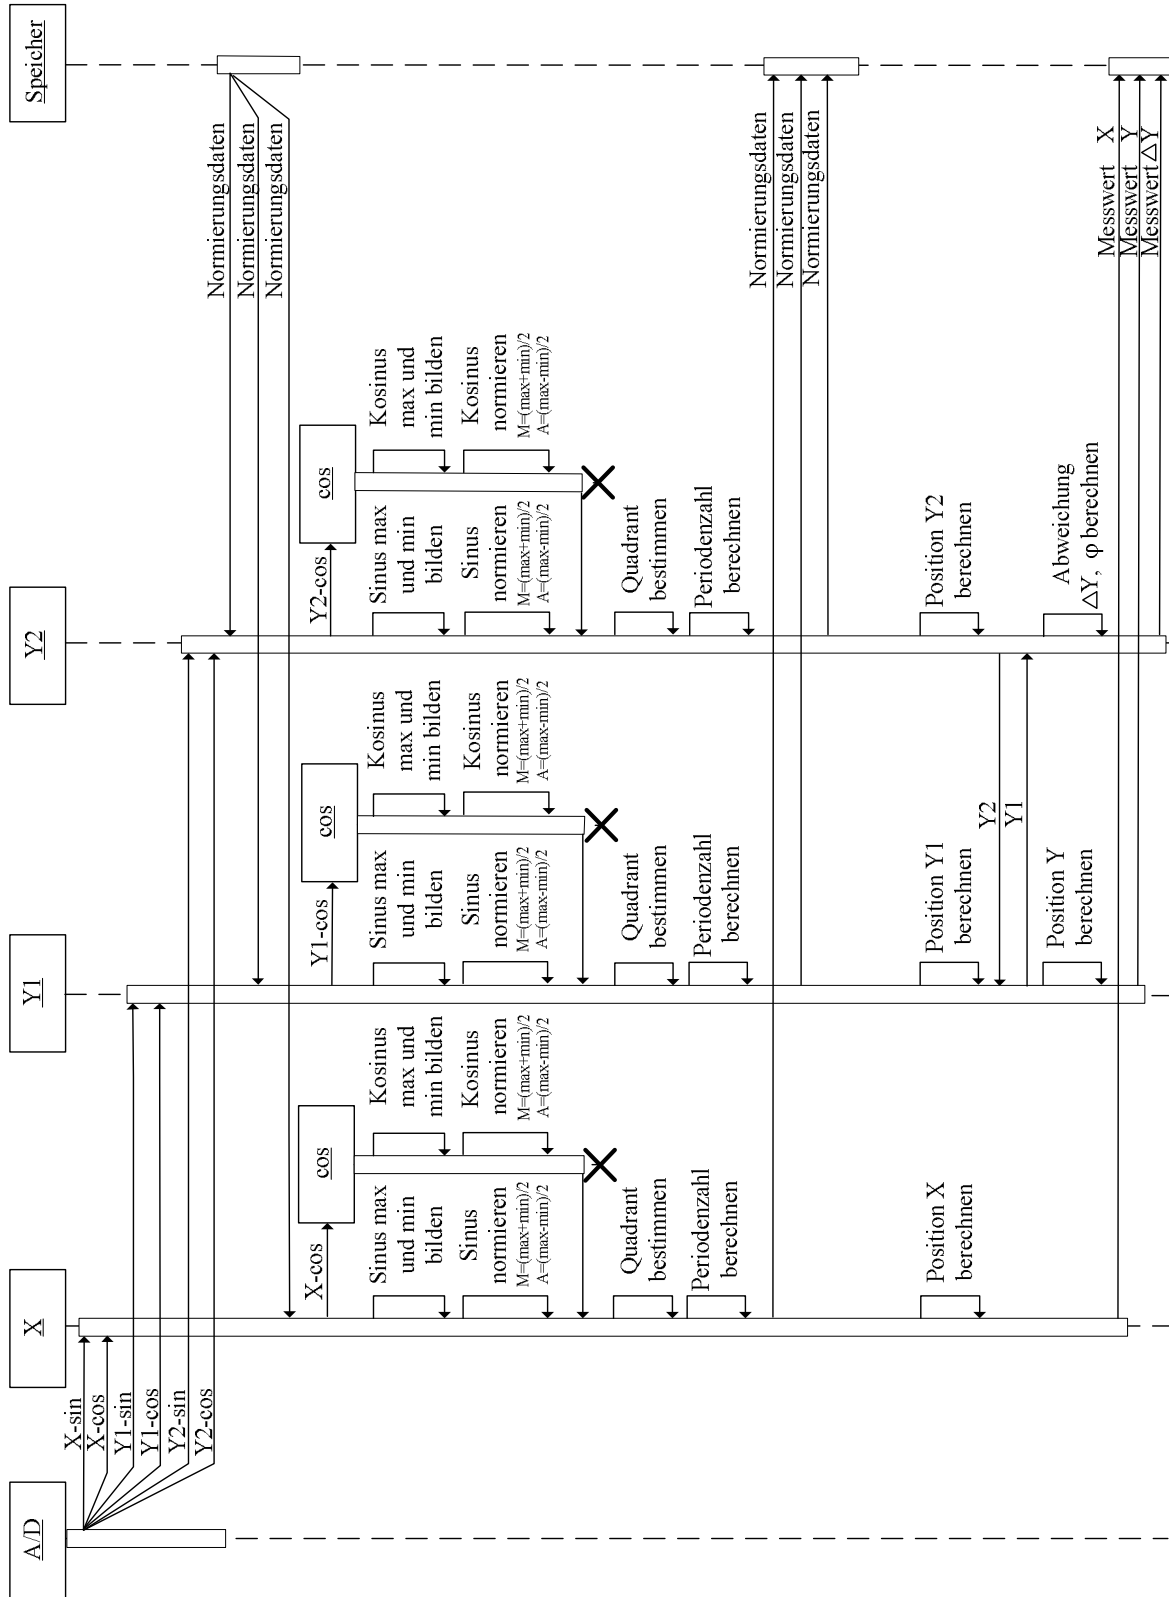 A/D
X
Y1
Y2
Speicher
X-sin
X-cos
Y1-sin
Y1-cos
Y2-sin
Y2-cos
Normierungsdaten
Normierungsdaten
Normierungsdaten
X-cos
cos
Y1-cos
cos
Y2-cos
cos
Sinus max
und min
bilden
Kosinus
max und
min bilden
Sinus max
und min
bilden
Kosinus
max und
min bilden
Sinus max
und min
bilden
Kosinus
max und
min bilden
Sinus
normieren
M=(max+min)/2
A=(max-min)/2
Kosinus
normieren
M=(max+min)/2
A=(max-min)/2
Sinus
normieren
M=(max+min)/2
A=(max-min)/2
Kosinus
normieren
M=(max+min)/2
A=(max-min)/2
Sinus
normieren
M=(max+min)/2
A=(max-min)/2
Kosinus
normieren
M=(max+min)/2
A=(max-min)/2
Quadrant
bestimmen
Quadrant
bestimmen
Quadrant
bestimmen
Periodenzahl
berechnen
Periodenzahl
berechnen
Periodenzahl
berechnen
Normierungsdaten
Normierungsdaten
Normierungsdaten
Position X
berechnen
Position Y1
berechnen
Position Y2
berechnen
Y2
Y1
Position Y
berechnen
Abweichung
△Y, φ berechnen
Messwert X
Messwert Y
Messwert △Y